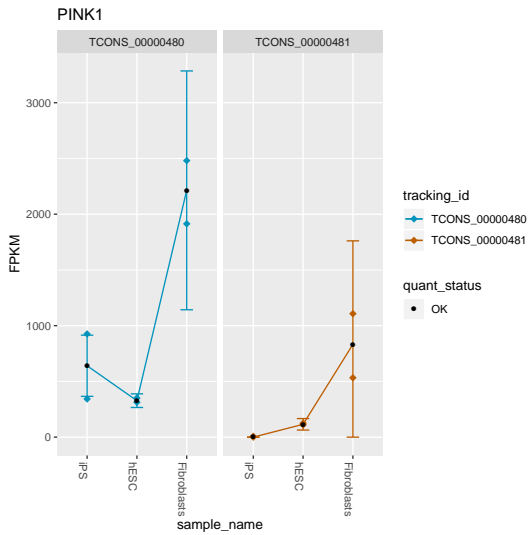 PINK1
TCONS_00000480
TCONS_00000481
3000
2000
1000
0
FPKM
iPS
hESC
Fibroblasts
iPS
hESC
Fibroblasts
sample_name
tracking_id
TCONS_00000480
TCONS_00000481
quant_status
OK